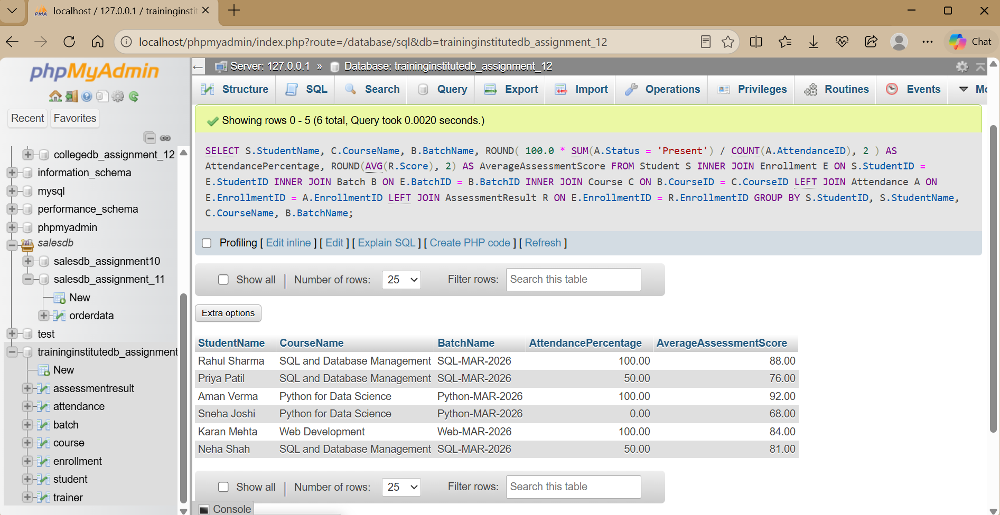 localhost / 127.0.0.1 / traininginstit
localhost/phpmyadmin/index.php?route=/database/sql&db=traininginstitutedb_assignment_12
Chat
phpMyAdmin
Recent
Favorites
collegedb_assignment_12
information_schema
mysql
performance_schema
phpmyadmin
salesdb
salesdb_assignment10
salesdb_assignment_11
New
orderdata
test
traininginstitutedb_assignment
New
assessmentresult
attendance
batch
course
enrollment
student
trainer
Server: 127.0.0.1 » Database: traininginstitutedb_assignment_12
Structure SQL Search Query Export Import Operations Privileges Routines Events Mo
Showing rows 0 - 5 (6 total, Query took 0.0020 seconds.)
SELECT S.StudentName, C.CourseName, B.BatchName, ROUND( 100.0 * SUM(A.Status = 'Present') / COUNT(A.AttendanceID), 2 ) AS
AttendancePercentage, ROUND(AVG(R.Score), 2) AS AverageAssessmentScore FROM Student S INNER JOIN Enrollment E ON S.StudentID =
E.StudentID INNER JOIN Batch B ON E.BatchID = B.BatchID INNER JOIN Course C ON B.CourseID = C.CourseID LEFT JOIN Attendance A ON
E.EnrollmentID = A.EnrollmentID LEFT JOIN AssessmentResult R ON E.EnrollmentID = R.EnrollmentID GROUP BY S.StudentID, S.StudentName,
C.CourseName, B.BatchName;
Profiling [ Edit inline ] [ Edit ] [ Explain SQL ] [ Create PHP code ] [ Refresh ]
Show all Number of rows: 25 Filter rows: Search this table
Extra options
StudentName CourseName BatchName AttendancePercentage AverageAssessmentScore
Rahul Sharma SQL and Database Management SQL-MAR-2026 100.00 88.00
Priya Patil SQL and Database Management SQL-MAR-2026 50.00 76.00
Aman Verma Python for Data Science Python-MAR-2026 100.00 92.00
Sneha Joshi Python for Data Science Python-MAR-2026 0.00 68.00
Karan Mehta Web Development Web-MAR-2026 100.00 84.00
Neha Shah SQL and Database Management SQL-MAR-2026 50.00 81.00
Show all Number of rows: 25 Filter rows: Search this table
Console